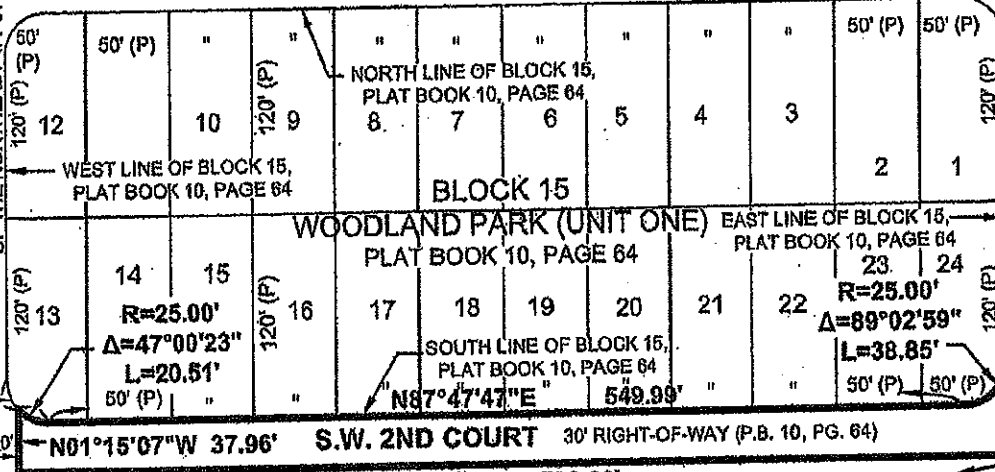 50' (P) 50' (P) " " " " " " " 50' (P) 50' (P)
NORTH LINE OF BLOCK 15,
PLAT BOOK 10, PAGE 64
120' (P) 12 10 120' (P) 9 8 7 6 5 4 3 2 1 120' (P)
WEST LINE OF BLOCK 15,
PLAT BOOK 10, PAGE 64
BLOCK 15
WOODLAND PARK (UNIT ONE)
PLAT BOOK 10, PAGE 64
EAST LINE OF BLOCK 15,
PLAT BOOK 10, PAGE 64
120' (P) 13 14 15 120' (P) 16 17 18 19 20 21 22 23 24 120' (P)
R=25.00'
Δ=47°00'23"
L=20.51'
R=25.00'
Δ=89°02'59"
L=38.85'
SOUTH LINE OF BLOCK 15,
PLAT BOOK 10, PAGE 64
50' (P) " " " " " " " 50' (P) 50' (P)
N87°47'47"E 549.99'
N01°15'07"W 37.96' S.W. 2ND COURT 30' RIGHT-OF-WAY (P.B. 10, PG. 64)